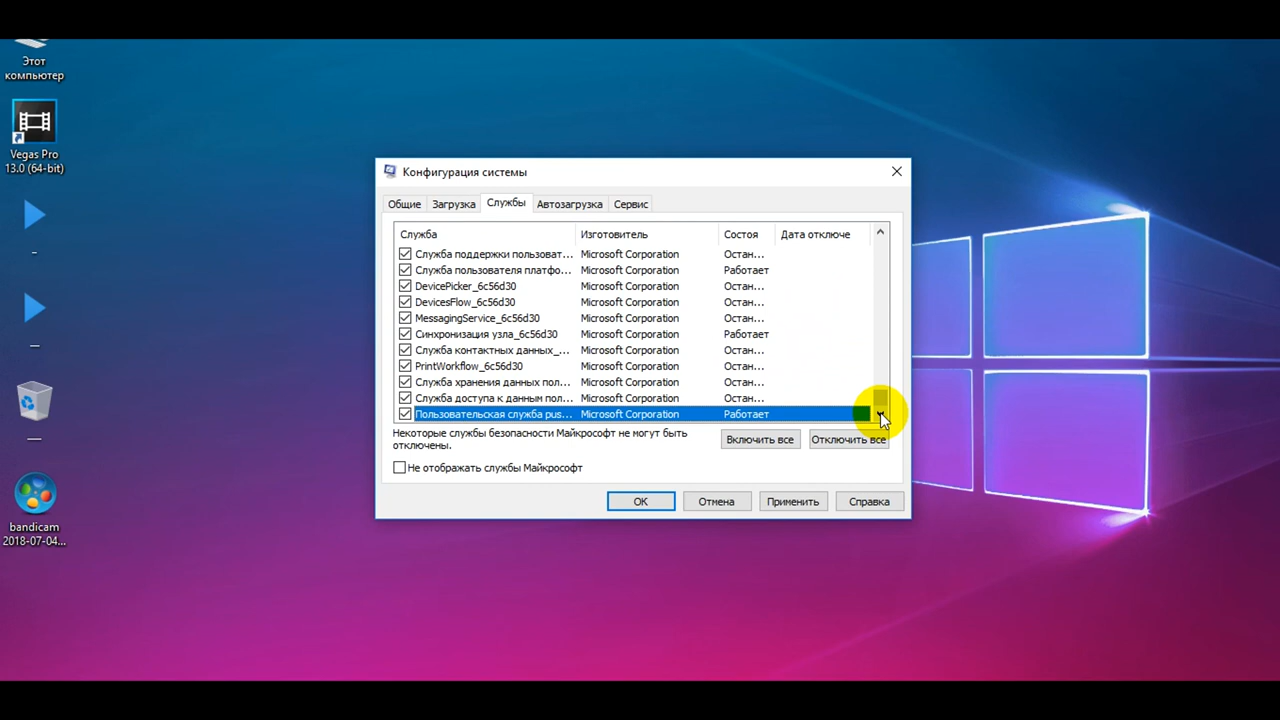 Этот
компьютер
Vegas Pro
13.0 (64-bit)
-
_
__
bandicam
2018-07-04...
Конфигурация системы
Общие Загрузка Службы Автозагрузка Сервис
Служба Изготовитель Состоя Дата отключе
Служба поддержки пользоват... Microsoft Corporation Остан...
Служба пользователя платфо... Microsoft Corporation Работает
DevicePicker_6c56d30 Microsoft Corporation Остан...
DevicesFlow_6c56d30 Microsoft Corporation Остан...
MessagingService_6c56d30 Microsoft Corporation Остан...
Синхронизация узла_6c56d30 Microsoft Corporation Работает
Служба контактных данных_... Microsoft Corporation Остан...
PrintWorkflow_6c56d30 Microsoft Corporation Остан...
Служба хранения данных пол... Microsoft Corporation Остан...
Служба доступа к данным пол... Microsoft Corporation Остан...
Пользовательская служба pus... Microsoft Corporation Работает
Некоторые службы безопасности Майкрософт не могут быть
отключены.
Включить все Отключить все
Не отображать службы Майкрософт
ОК Отмена Применить Справка